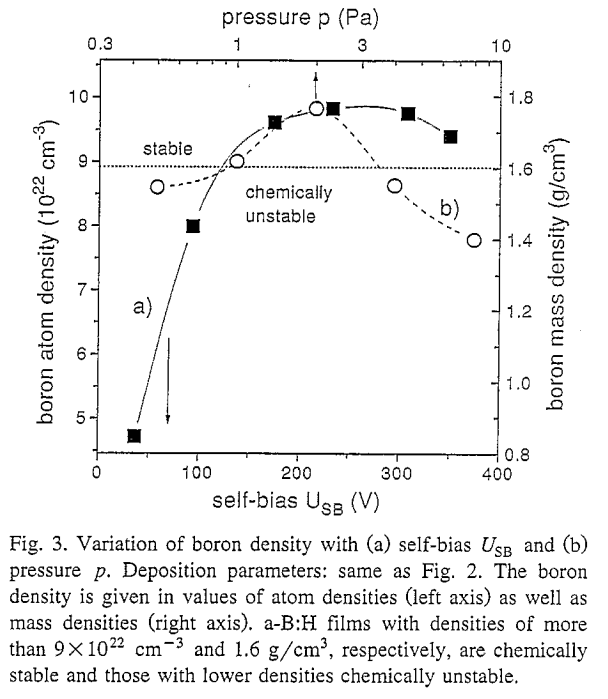 pressure p (Pa)
0.3 1 3 10
boron atom density (10²² cm⁻³)
10
9
8
7
6
5
stable
chemically
unstable
a)
b)
1.8
1.6
1.4
1.2
1.0
0.8
boron mass density (g/cm³)
0 100 200 300 400
self-bias U_SB (V)
Fig. 3. Variation of boron density with (a) self-bias U_SB and (b)
pressure p. Deposition parameters: same as Fig. 2. The boron
density is given in values of atom densities (left axis) as well as
mass densities (right axis). a-B:H films with densities of more
than 9×10²² cm⁻³ and 1.6 g/cm³, respectively, are chemically
stable and those with lower densities chemically unstable.